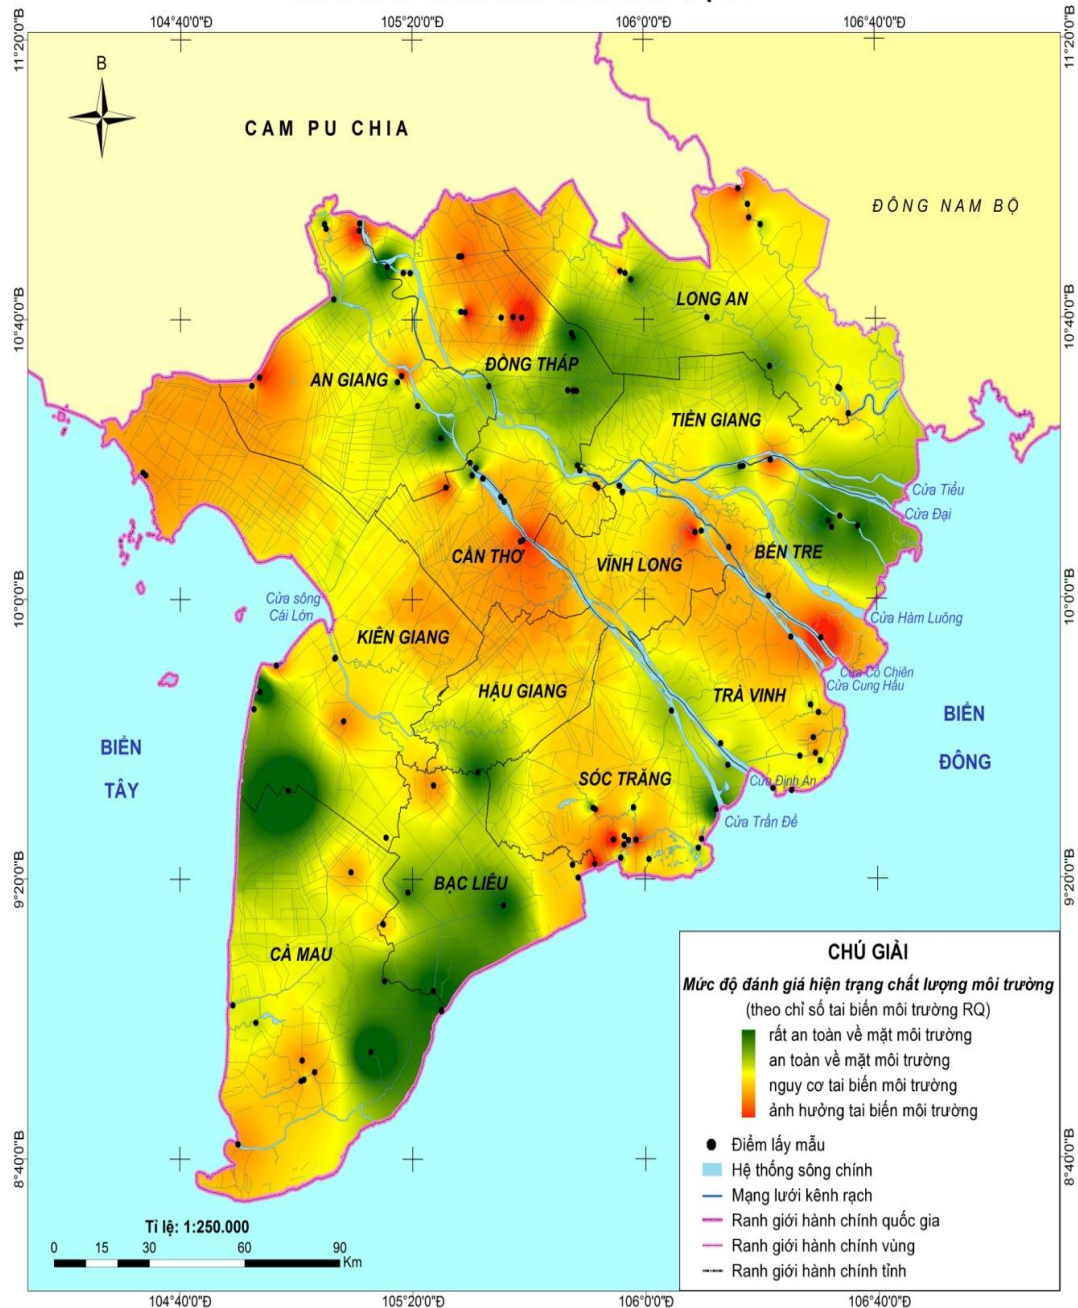 104°40'0"Đ 105°20'0"Đ 106°0'0"Đ 106°40'0"Đ
11°20'0"B
11°20'0"B
B
CAM PU CHIA
ĐÔNG NAM BỘ
LONG AN
10°40'0"B
10°40'0"B
ĐỒNG THÁP
AN GIANG
TIỀN GIANG
Cửa Tiểu
Cửa Đại
CẦN THƠ
VĨNH LONG
BẾN TRE
10°0'0"B
10°0'0"B
Cửa sông
Cái Lớn
Cửa Hàm Luông
KIÊN GIANG
Cửa Cổ Chiên
Cửa Cung Hầu
HẬU GIANG
TRÀ VINH
BIỂN
ĐÔNG
BIỂN
TÂY
SÓC TRĂNG
Cửa Định An
Cửa Trần Đề
9°20'0"B
9°20'0"B
BẠC LIÊU
CÀ MAU
CHÚ GIẢI
Mức độ đánh giá hiện trạng chất lượng môi trường
(theo chỉ số tai biến môi trường RQ)
rất an toàn về mặt môi trường
an toàn về mặt môi trường
nguy cơ tai biến môi trường
ảnh hưởng tai biến môi trường
Điểm lấy mẫu
Hệ thống sông chính
Mạng lưới kênh rạch
Ranh giới hành chính quốc gia
Ranh giới hành chính vùng
Ranh giới hành chính tỉnh
8°40'0"B
8°40'0"B
Tỉ lệ: 1:250.000
0 15 30 60 90
Km
104°40'0"Đ 105°20'0"Đ 106°0'0"Đ 106°40'0"Đ